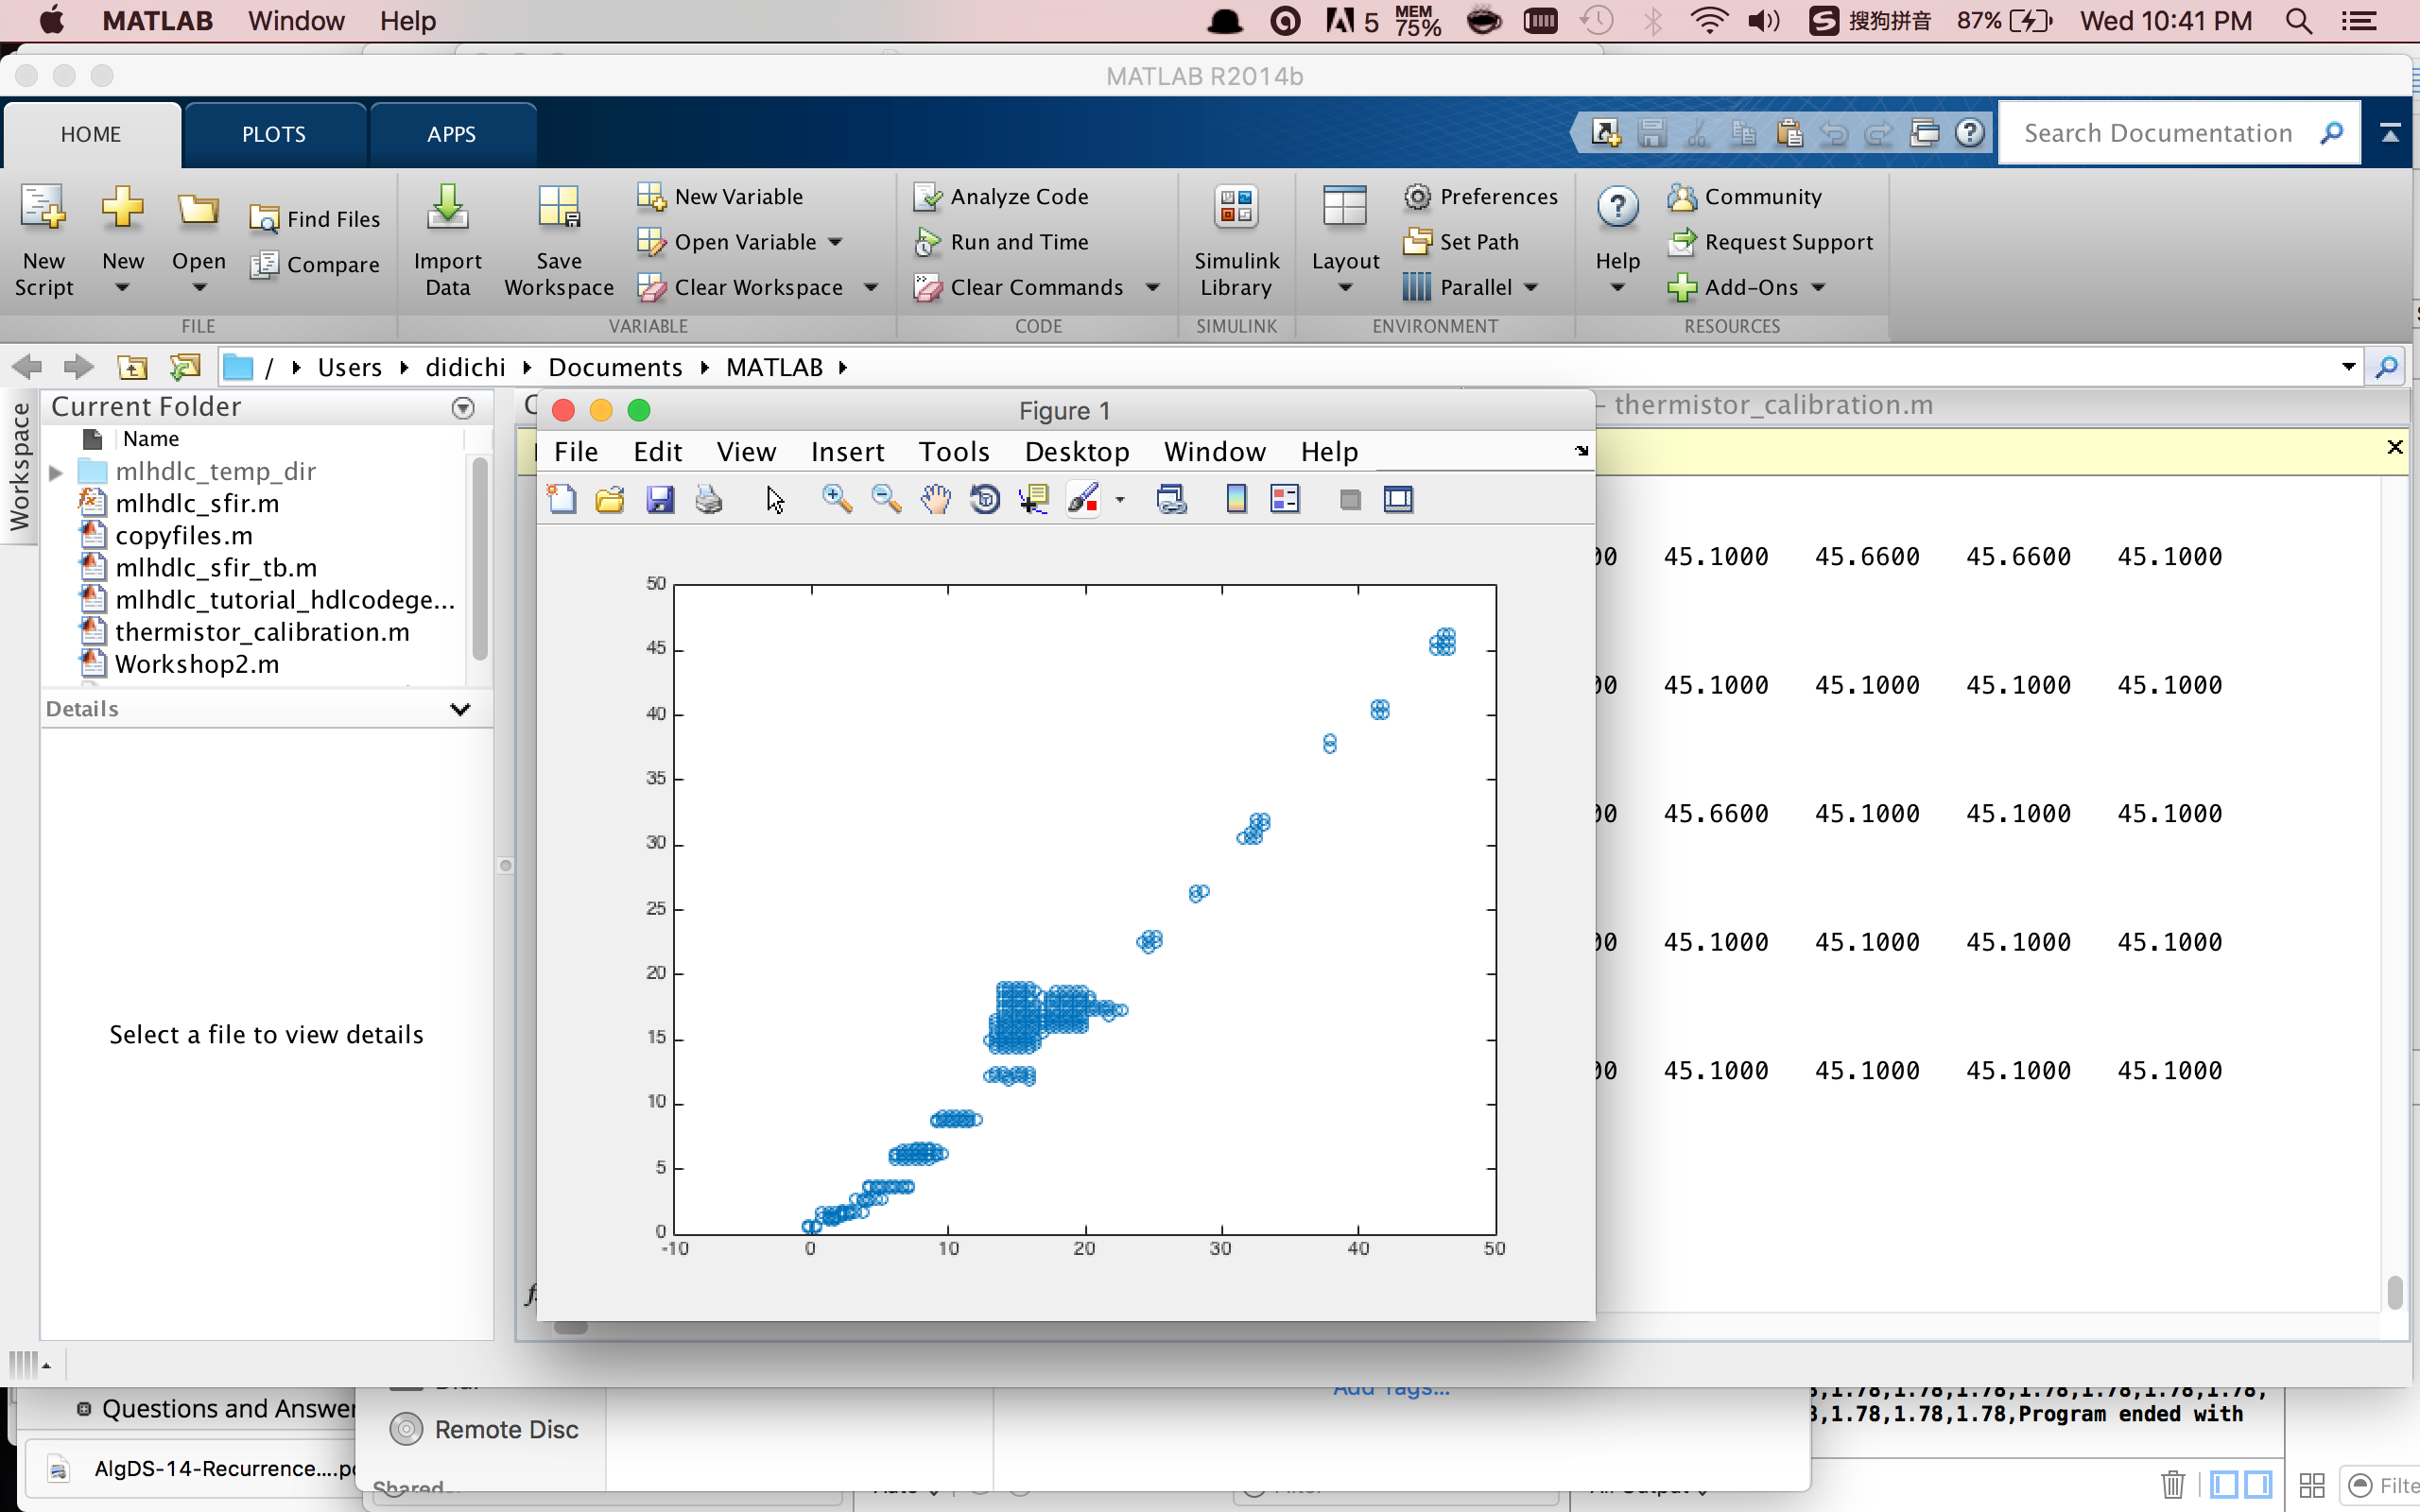 MATLAB Window Help 5 MEM 75% 搜狗拼音 87% Wed 10:41 PM
MATLAB R2014b
HOME PLOTS APPS Search Documentation
New Script
New
Open
Find Files
Compare
FILE
Import Data
Save Workspace
New Variable
Open Variable
Clear Workspace
VARIABLE
Analyze Code
Run and Time
Clear Commands
CODE
Simulink Library
SIMULINK
Layout
Preferences
Set Path
Parallel
ENVIRONMENT
Help
Community
Request Support
Add-Ons
RESOURCES
/ Users didichi Documents MATLAB
Workspace
Current Folder
Name
mlhdlc_temp_dir
mlhdlc_sfir.m
copyfiles.m
mlhdlc_sfir_tb.m
mlhdlc_tutorial_hdlcodege...
thermistor_calibration.m
Workshop2.m
Details
Select a file to view details
- thermistor_calibration.m
Figure 1
File Edit View Insert Tools Desktop Window Help
50
45
40
35
30
25
20
15
10
5
0
-10 0 10 20 30 40 50
00 45.1000 45.6600 45.6600 45.1000
00 45.1000 45.1000 45.1000 45.1000
00 45.6600 45.1000 45.1000 45.1000
00 45.1000 45.1000 45.1000 45.1000
00 45.1000 45.1000 45.1000 45.1000
Questions and Answer
AlgDS-14-Recurrence....
Remote Disc
Shared
Add Tags...
,1.78,1.78,1.78,1.78,1.78,1.78,1.78,
,1.78,1.78,1.78,Program ended with
Filte